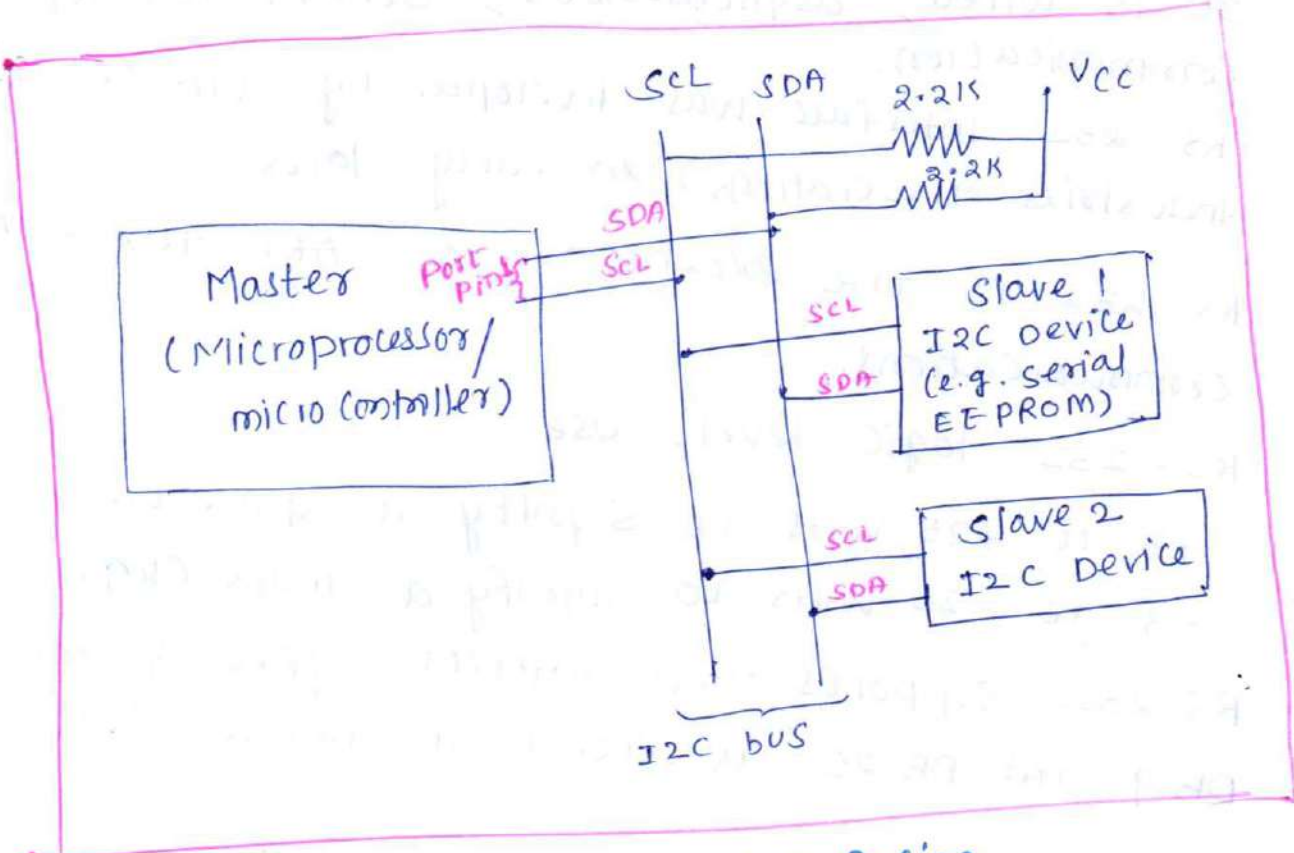 SCL SDA
2.2K
VCC
2.2K
SDA
SCL
Master
(Microprocessor/
micro controller)
Port
pins
SCL
SDA
Slave 1
I2C Device
(e.g. serial
EEPROM)
SCL
SDA
Slave 2
I2C Device
I2C bus